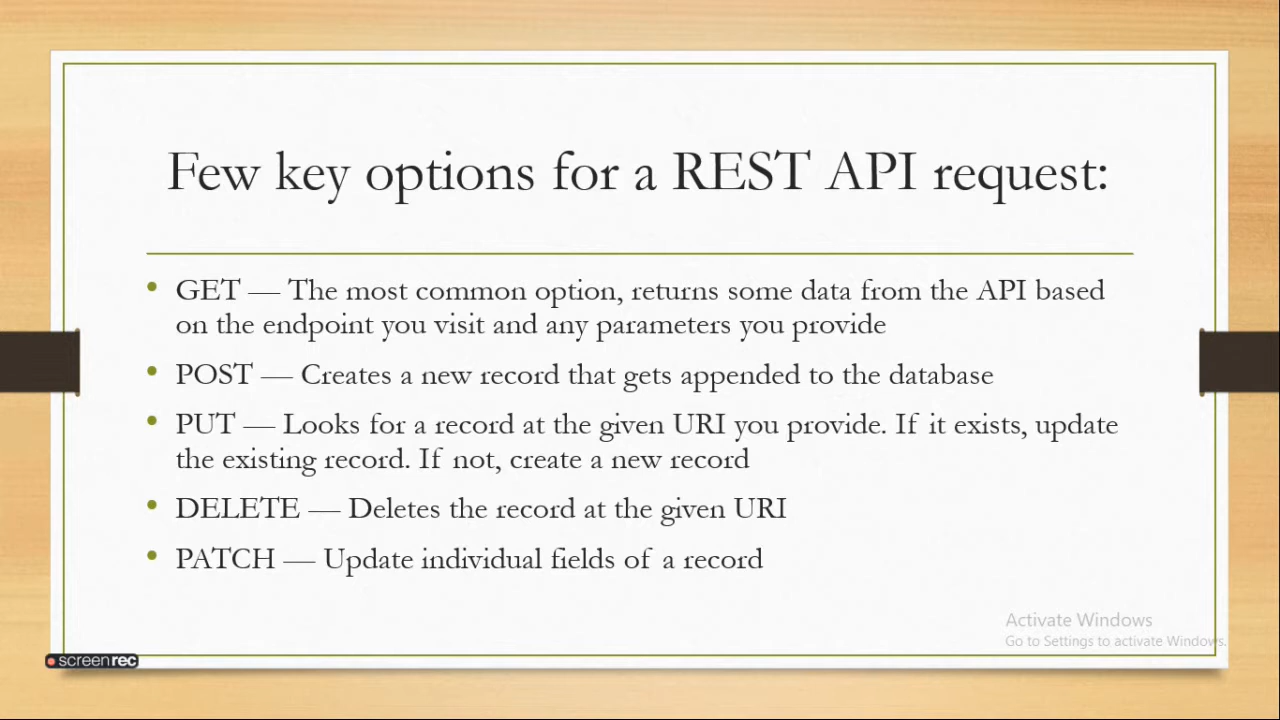 Few key options for a REST API request:
• GET — The most common option, returns some data from the API based
on the endpoint you visit and any parameters you provide
• POST — Creates a new record that gets appended to the database
• PUT — Looks for a record at the given URI you provide. If it exists, update
the existing record. If not, create a new record
• DELETE — Deletes the record at the given URI
• PATCH — Update individual fields of a record
Activate Windows
Go to Settings to activate Windows.
screenrec